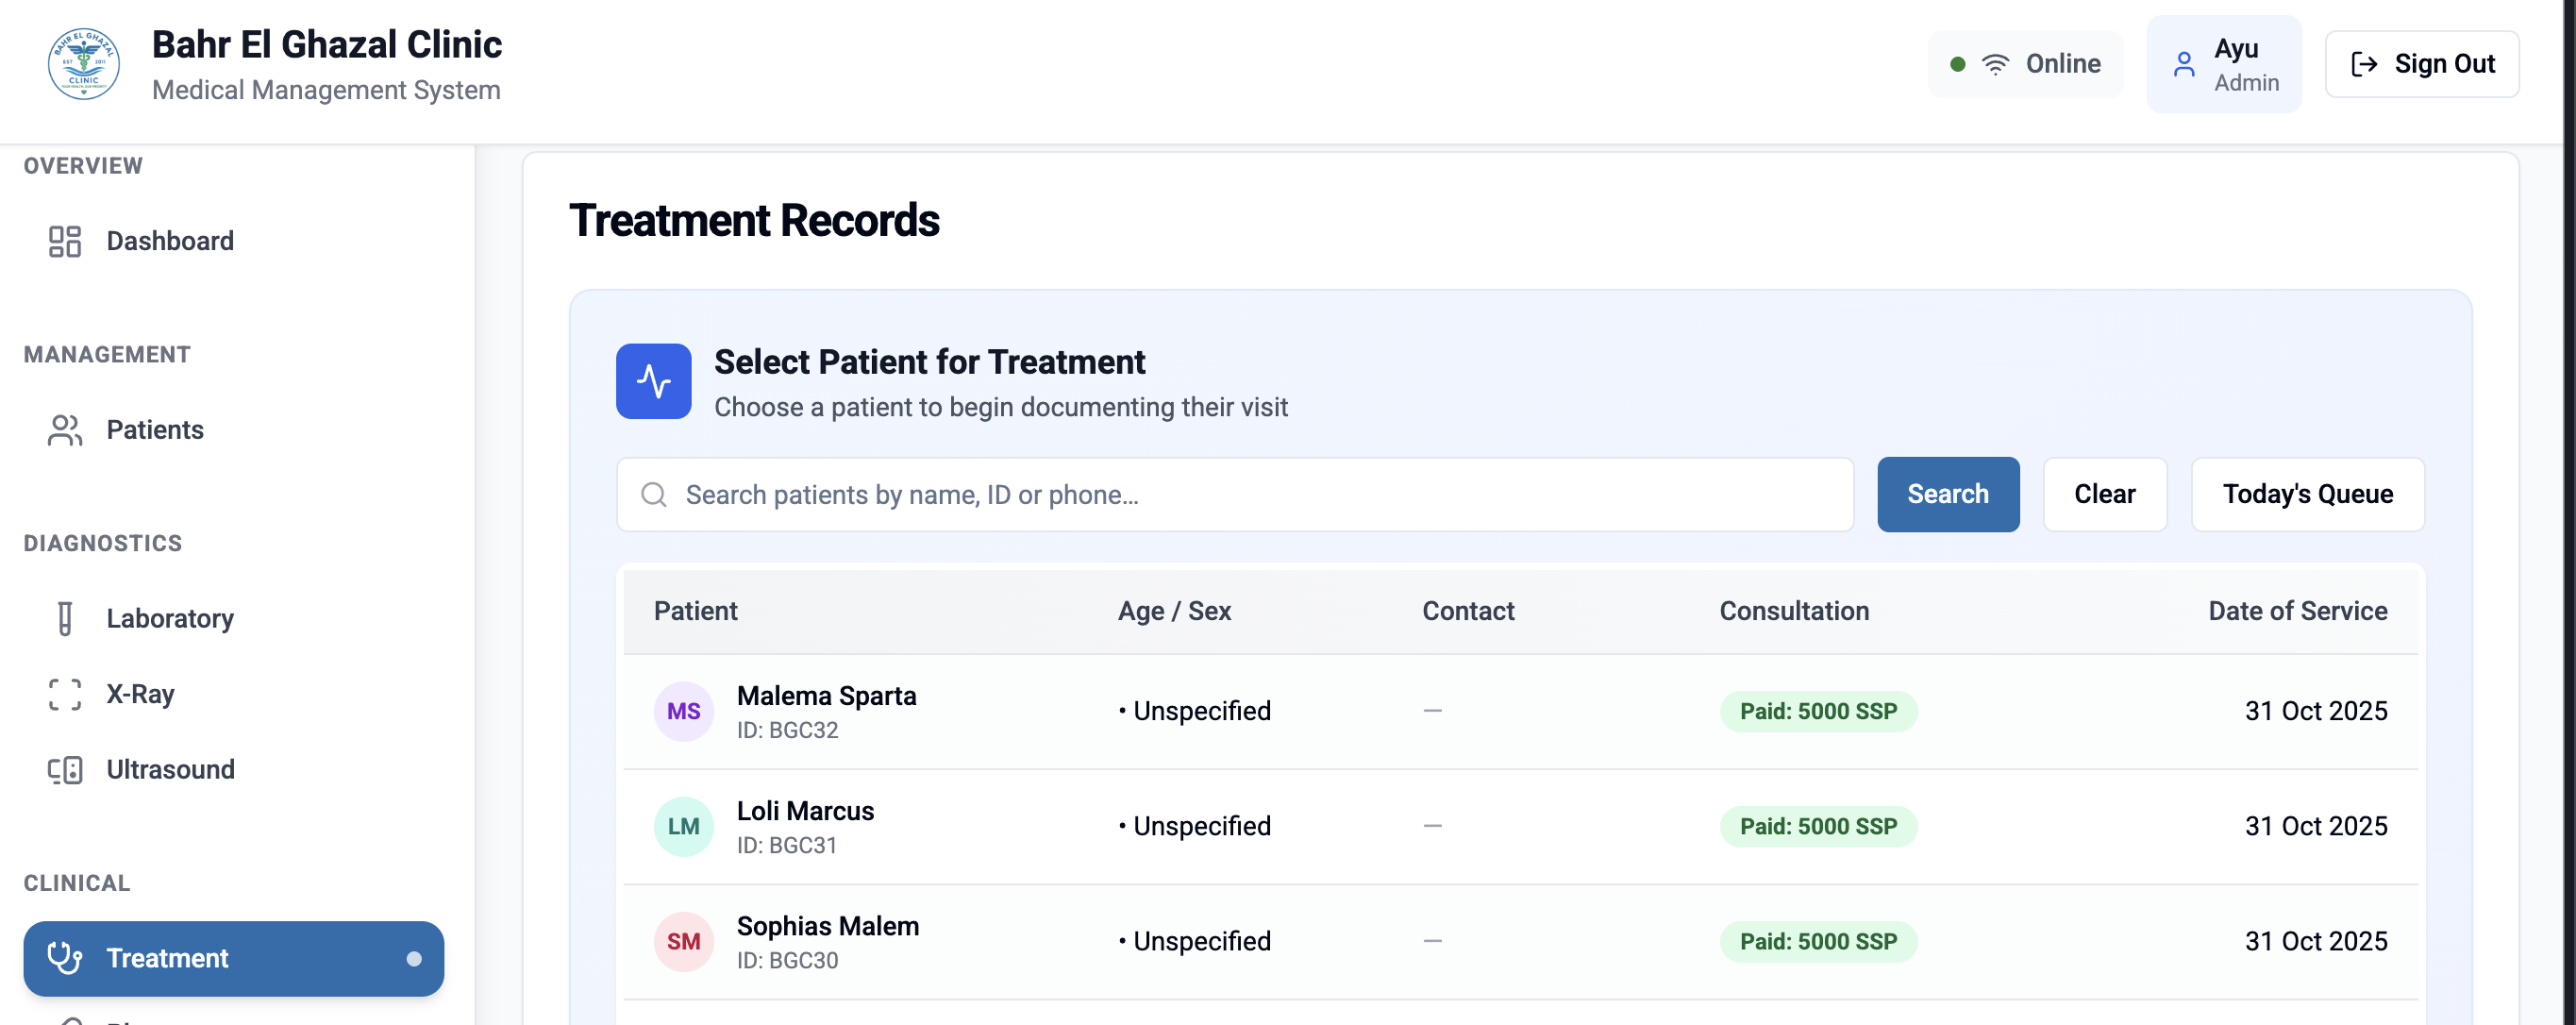 BAHR EL GHAZAL
EST 2011
CLINIC
Bahr El Ghazal Clinic
Medical Management System
Online
Ayu
Admin
Sign Out
OVERVIEW
Dashboard
MANAGEMENT
Patients
DIAGNOSTICS
Laboratory
X-Ray
Ultrasound
CLINICAL
Treatment
Treatment Records
Select Patient for Treatment
Choose a patient to begin documenting their visit
Search patients by name, ID or phone...
Search
Clear
Today's Queue
Patient Age / Sex Contact Consultation Date of Service
MS Malema Sparta • Unspecified — Paid: 5000 SSP 31 Oct 2025
ID: BGC32
LM Loli Marcus • Unspecified — Paid: 5000 SSP 31 Oct 2025
ID: BGC31
SM Sophias Malem • Unspecified — Paid: 5000 SSP 31 Oct 2025
ID: BGC30